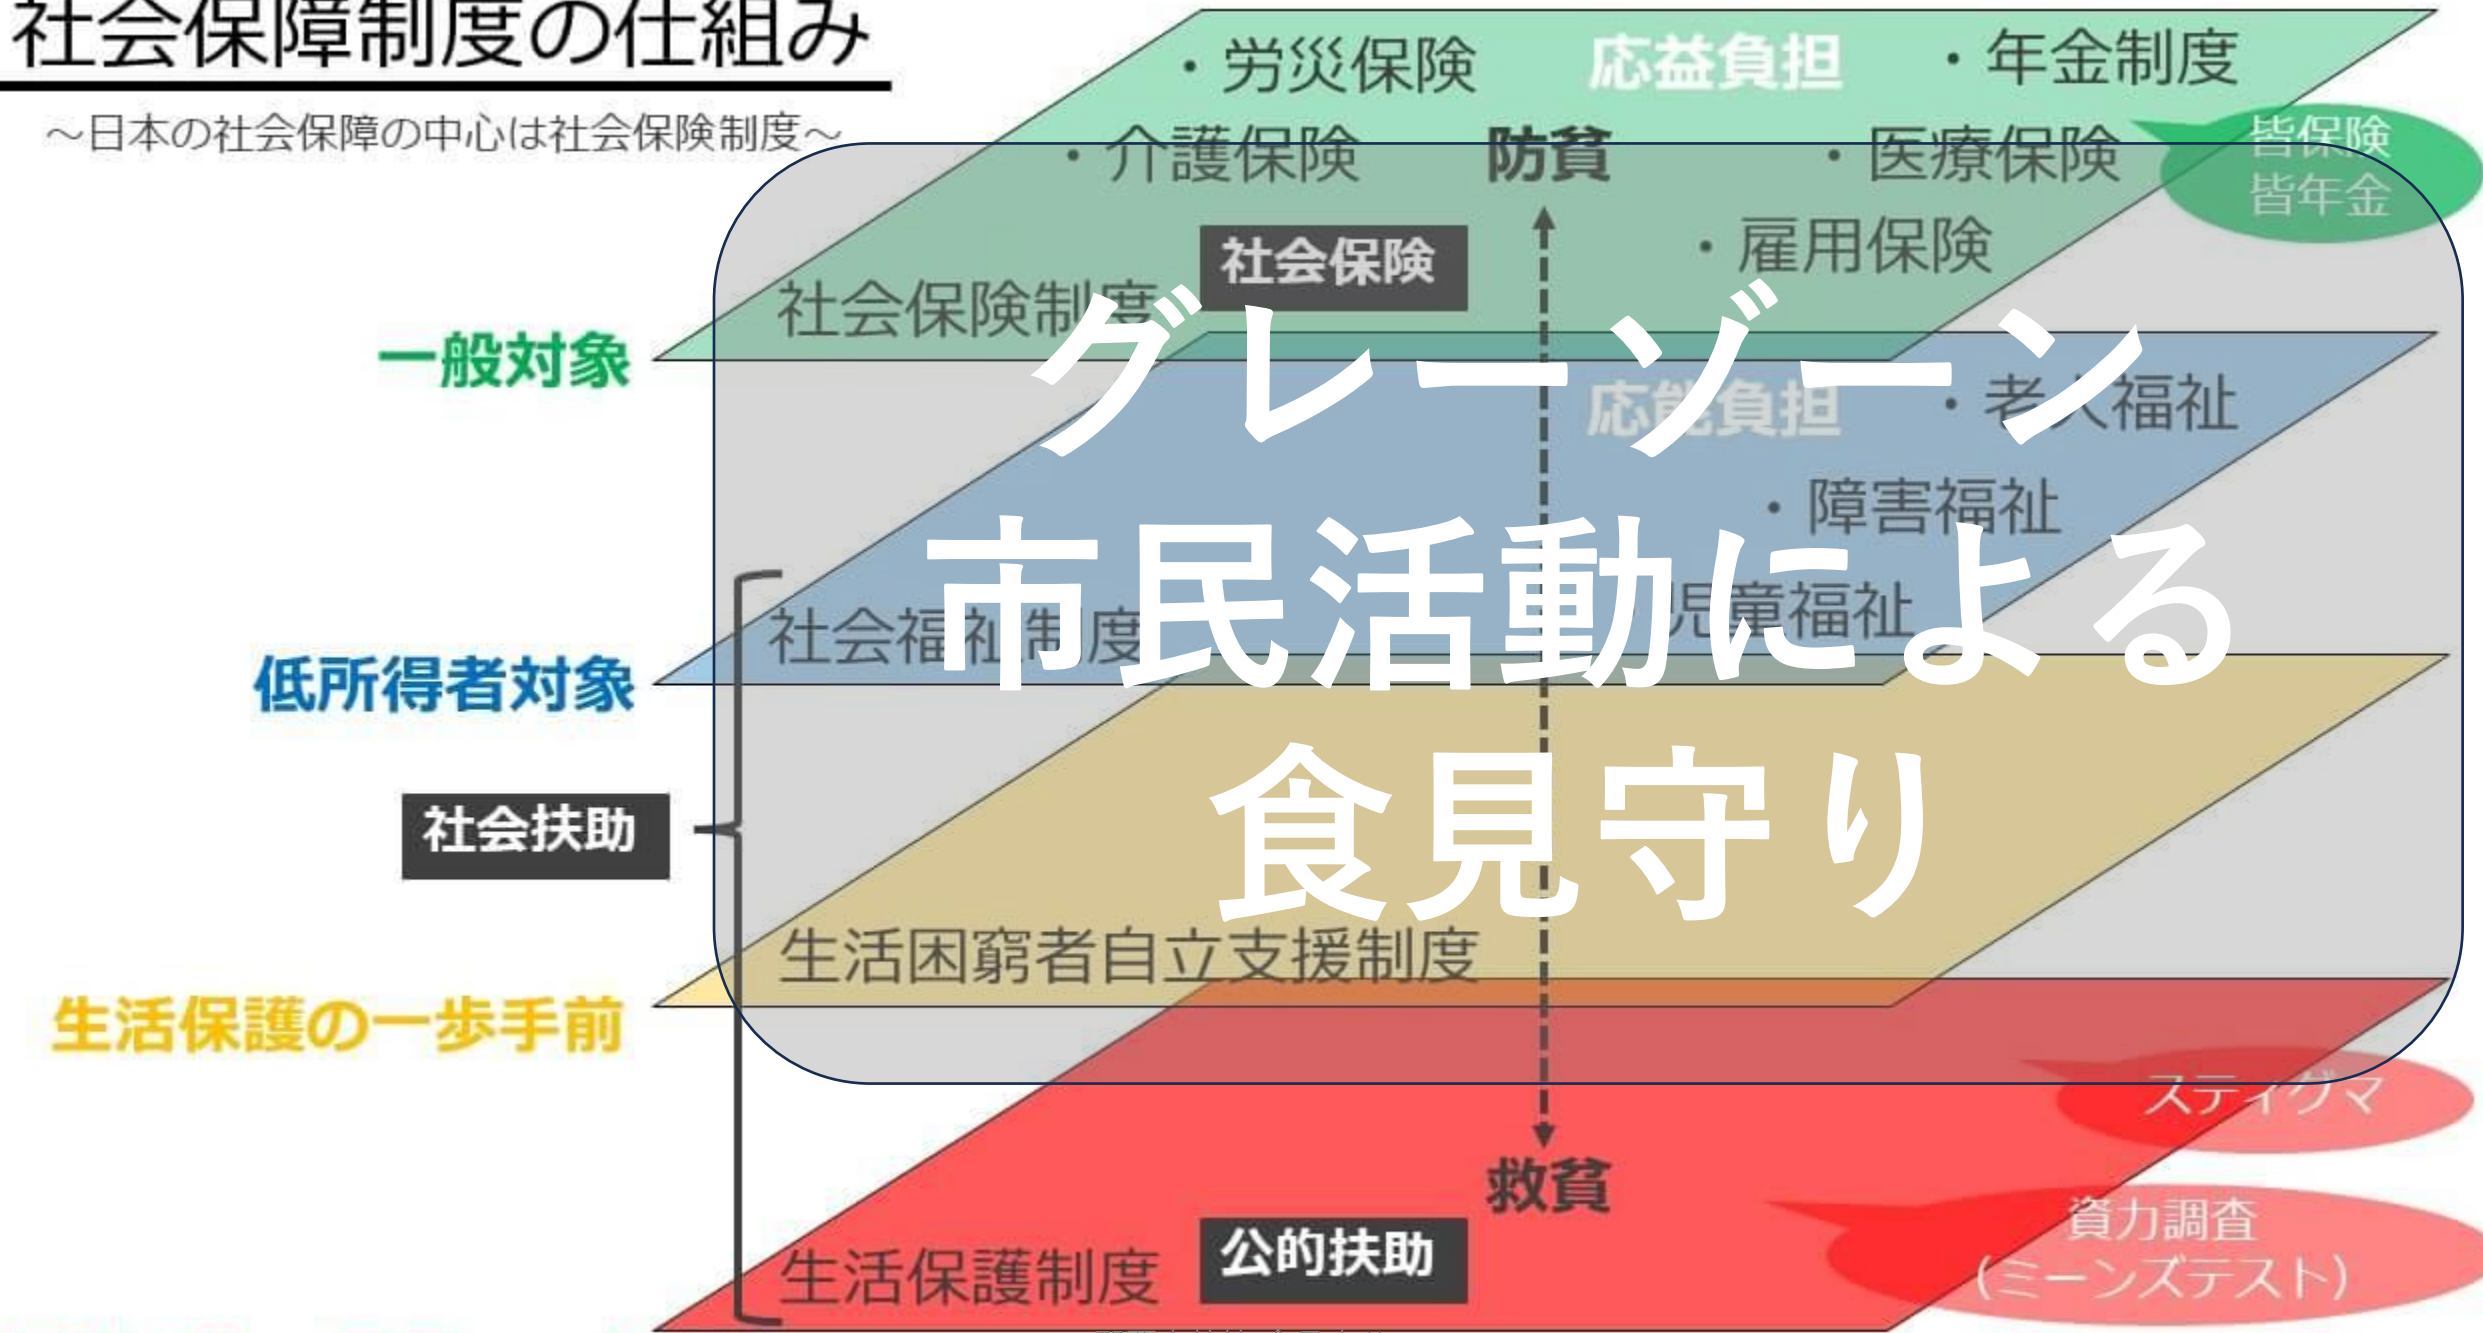 社会保障制度の仕組み
～日本の社会保障の中心は社会保険制度～
・労災保険
応益負担
・年金制度
・介護保険
防貧
・医療保険
皆保険
皆年金
社会保険
・雇用保険
社会保険制度
一般対象
グレーゾーン
応能負担
・老人福祉
・障害福祉
市民活動による
児童福祉
社会福祉制度
低所得者対象
食見守り
社会扶助
生活困窮者自立支援制度
生活保護の一歩手前
スティグマ
救貧
資力調査
(ミーンズテスト)
公的扶助
生活保護制度